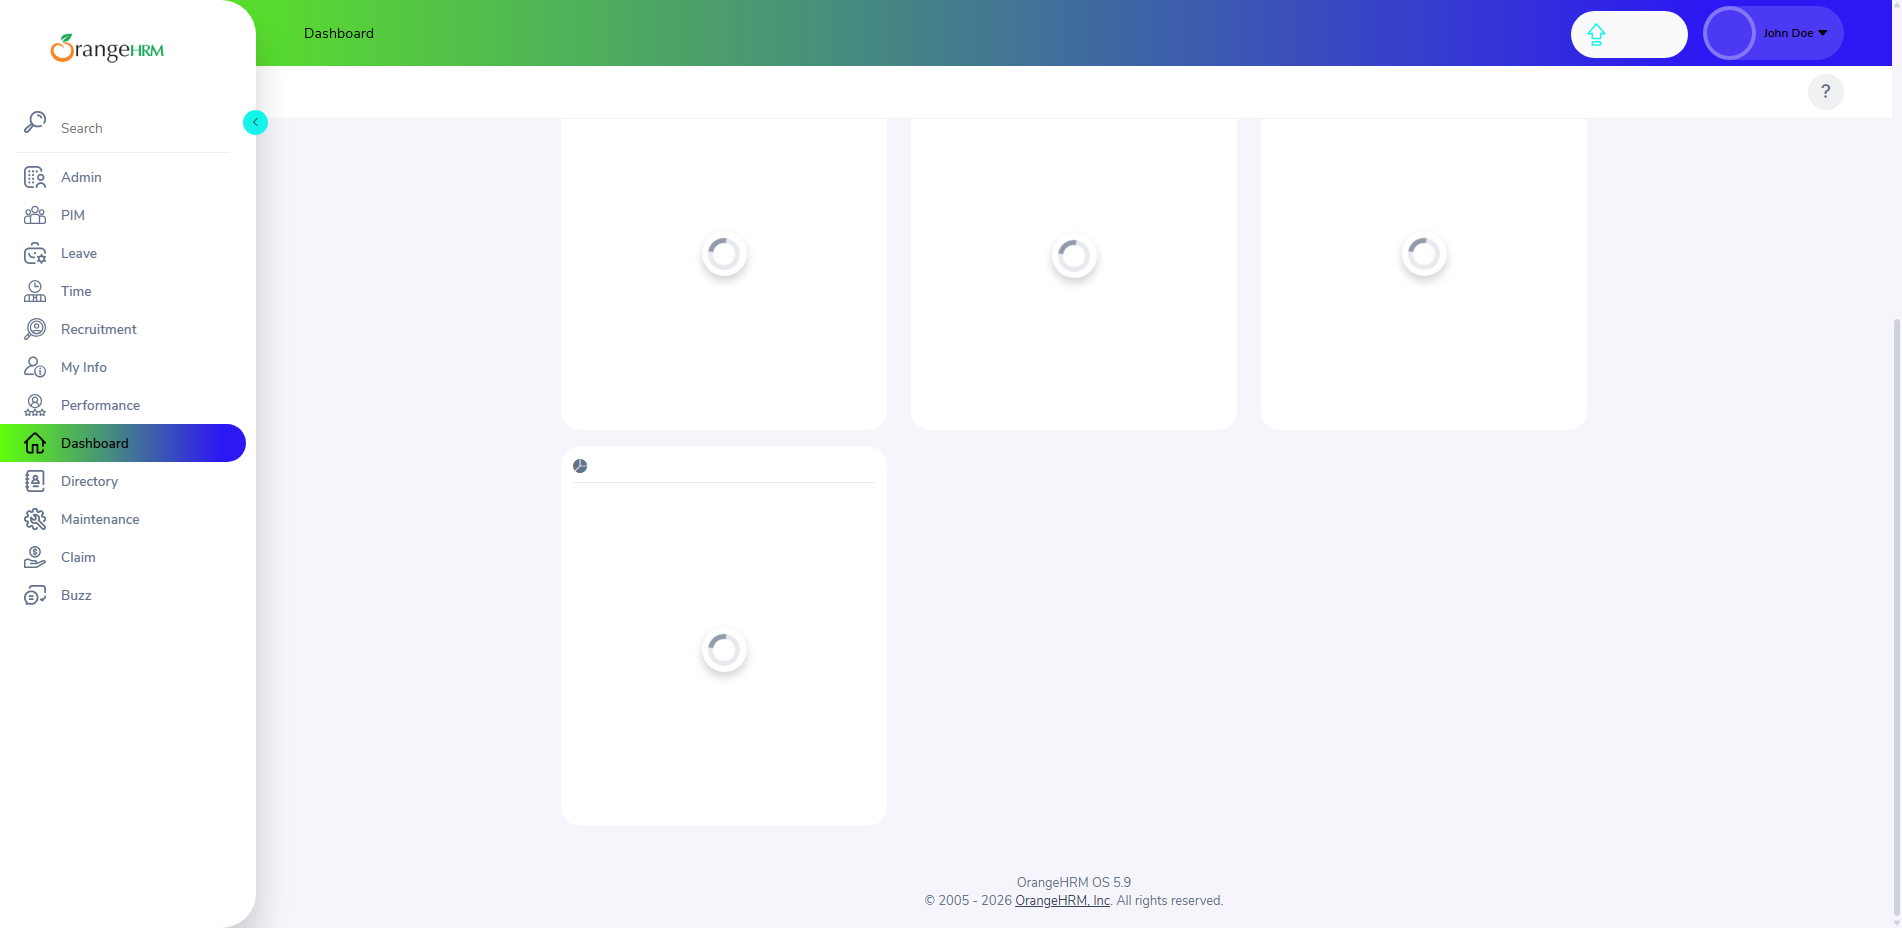 OrangeHRM
Search
Admin
PIM
Leave
Time
Recruitment
My Info
Performance
Dashboard
Directory
Maintenance
Claim
Buzz
Dashboard
John Doe
?
OrangeHRM OS 5.9
© 2005 - 2026 OrangeHRM, Inc. All rights reserved.